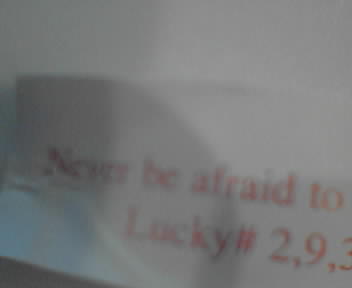 Never be afraid to
Lucky# 2,9,3